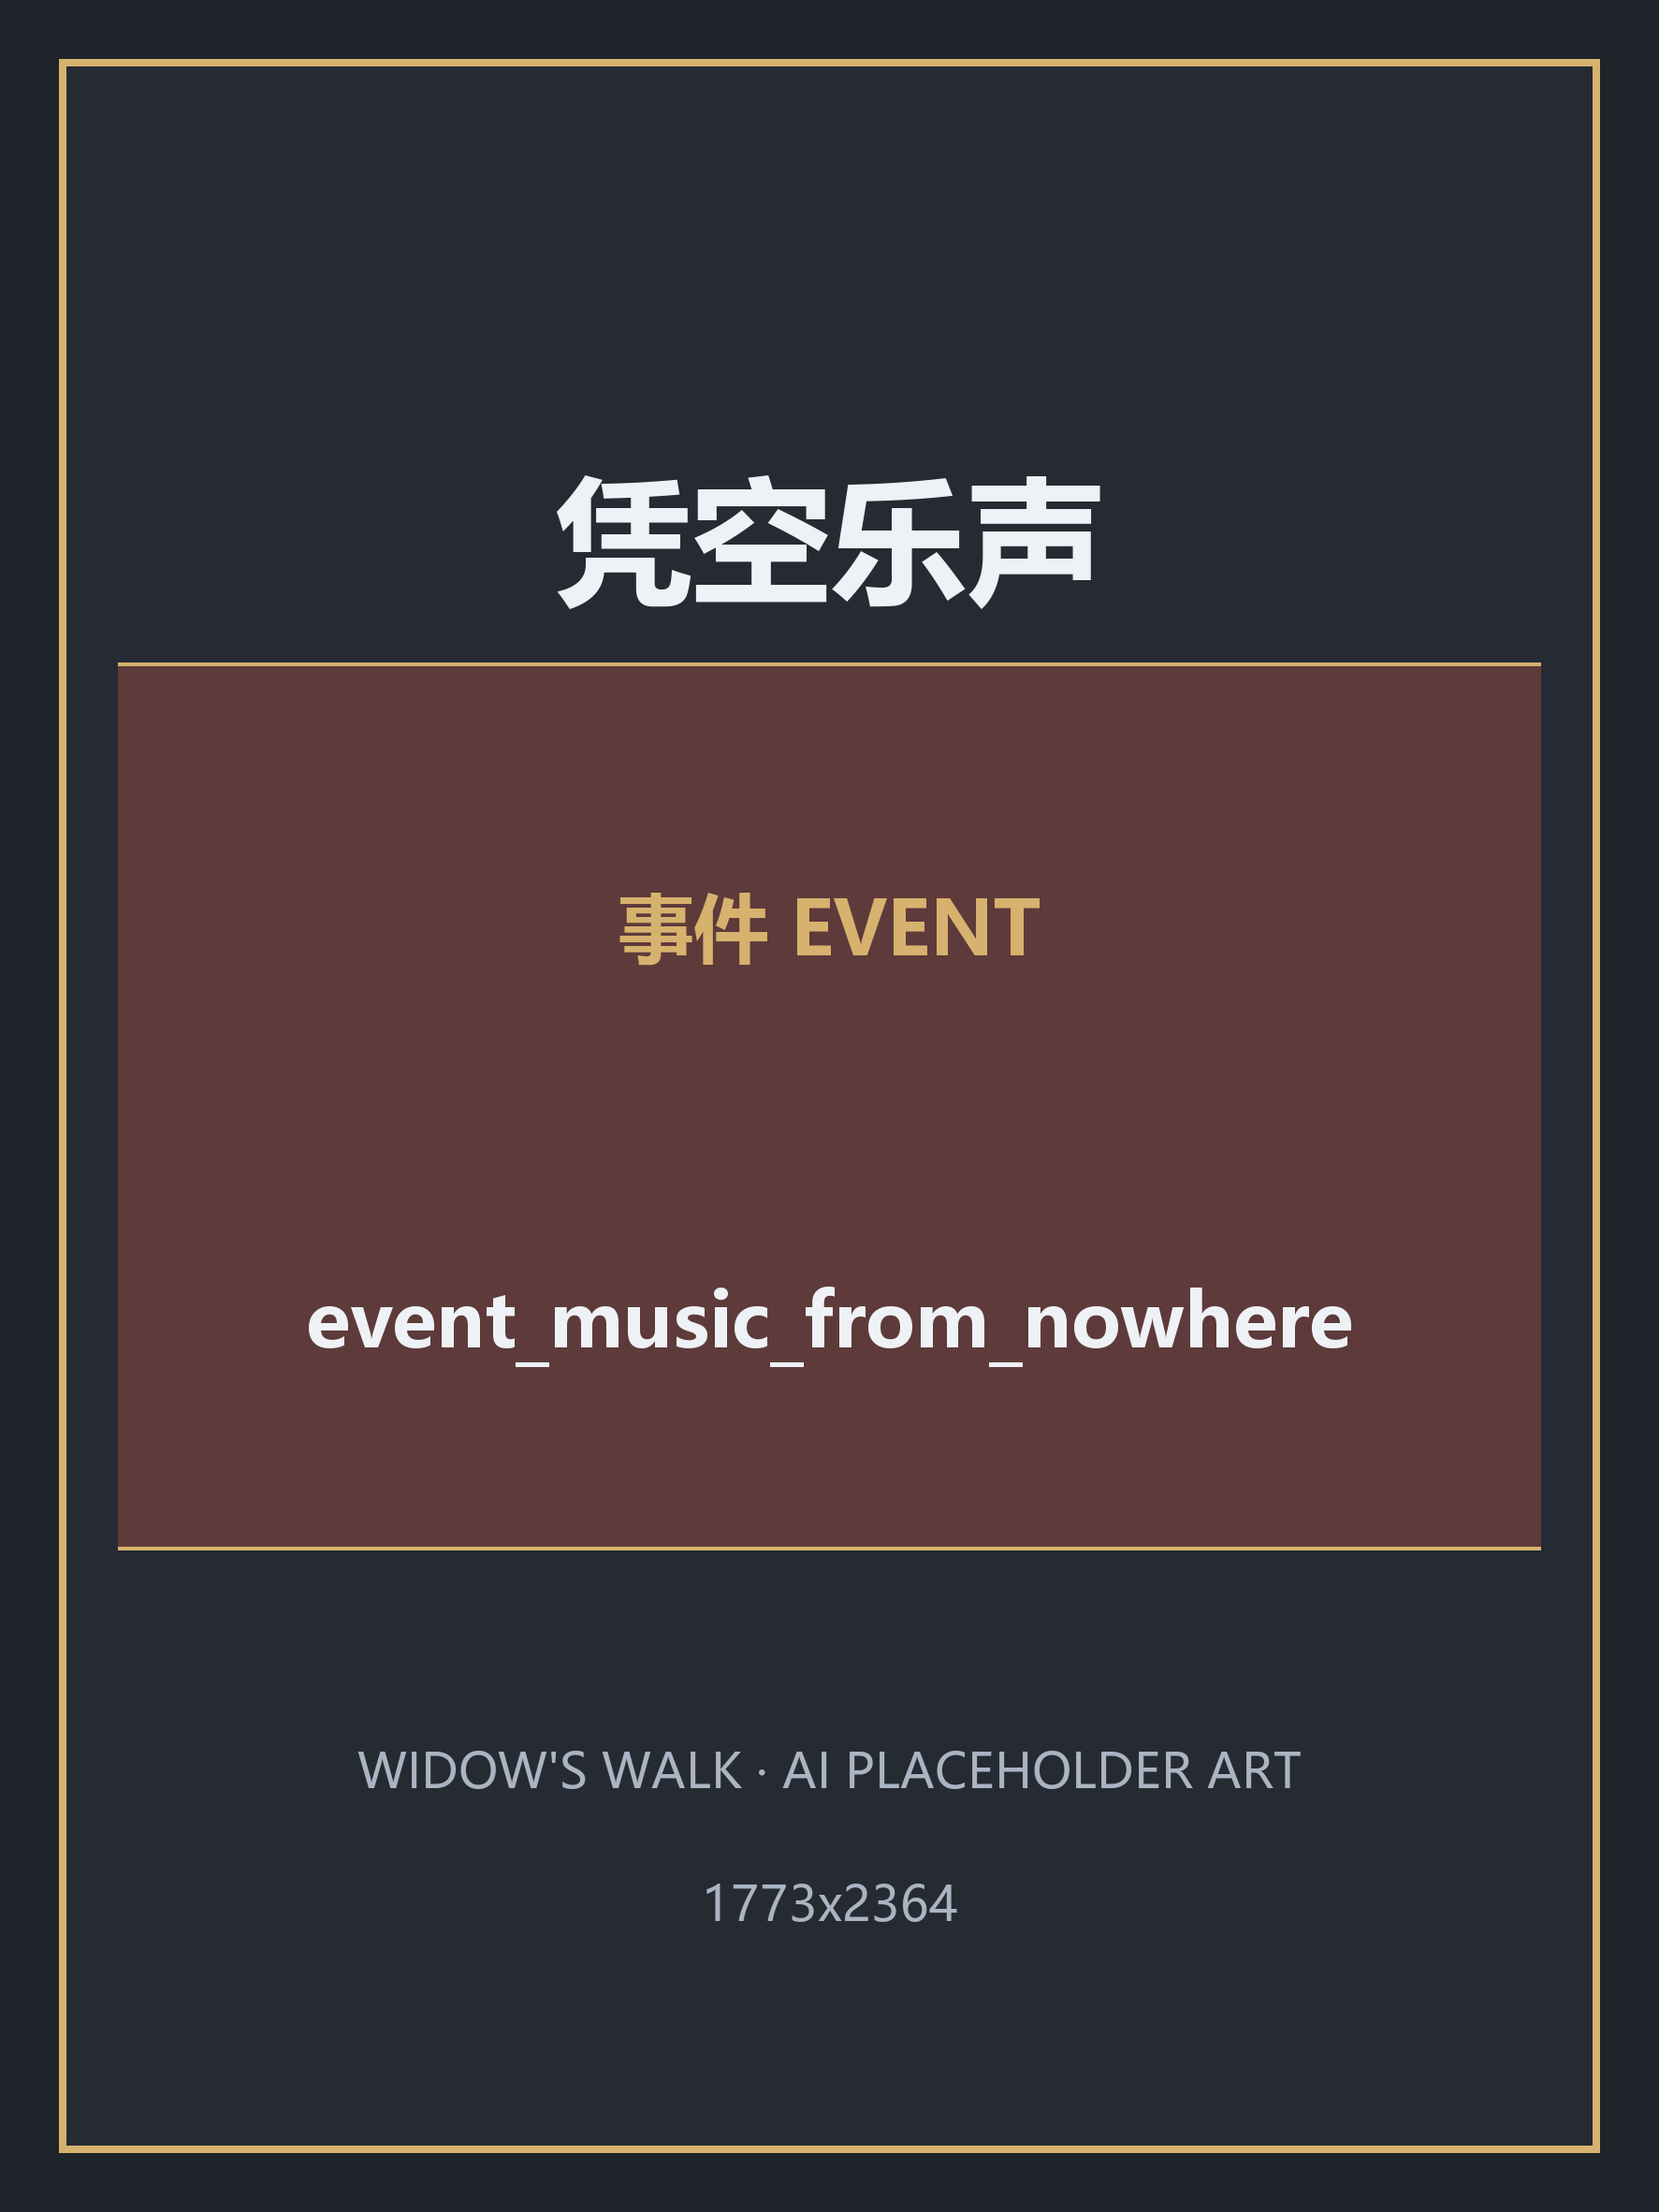 凭空乐声
事件 EVENT
event_music_from_nowhere
WIDOW'S WALK · AI PLACEHOLDER ART
1773x2364